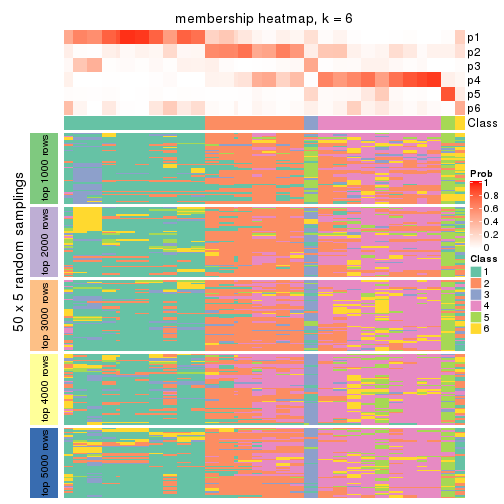 membership heatmap, k = 6
p1
p2
p3
p4
p5
p6
Class
50 x 5 random samplings
top 1000 rows
top 2000 rows
top 3000 rows
top 4000 rows
top 5000 rows
Prob
1
0.8
0.6
0.4
0.2
0
Class
1
2
3
4
5
6